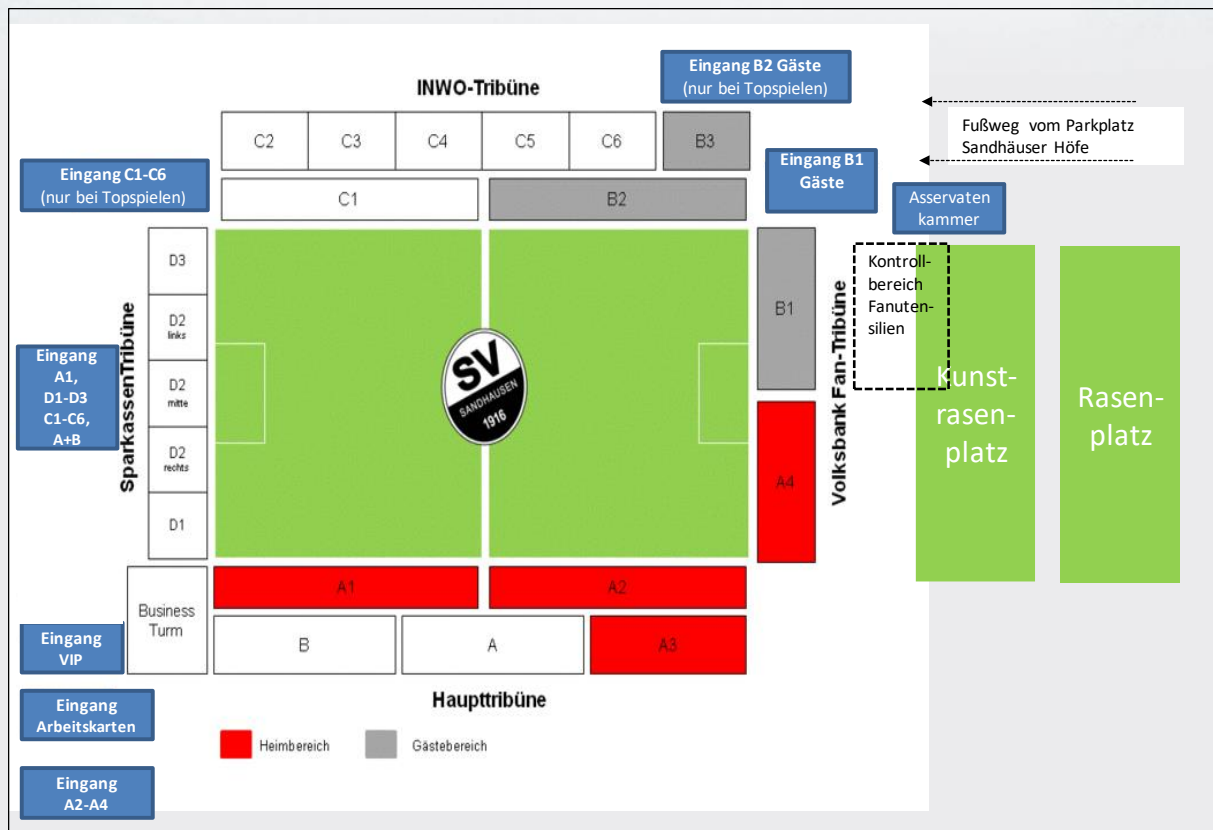 Eingang B2 Gäste
(nur bei Topspielen)
INWO-Tribüne
Fußweg vom Parkplatz
Sandhäuser Höfe
C2 C3 C4 C5 C6 B3
Eingang B1
Gäste
Eingang C1-C6
(nur bei Topspielen)
C1 B2
Asservaten
kammer
D3
D2
links
D2
mitte
D2
rechts
D1
SparkassenTribüne
Eingang
A1,
D1-D3
C1-C6,
A+B
SV
SANDHAUSEN
1916
B1
A4
Volksbank Fan-Tribüne
Kontroll-
bereich
Fanuten-
silien
Kunst-
rasen-
platz
Rasen-
platz
A1 A2
Business
Turm
B A A3
Eingang
VIP
Haupttribüne
Eingang
Arbeitskarten
Heimbereich
Gästebereich
Eingang
A2-A4